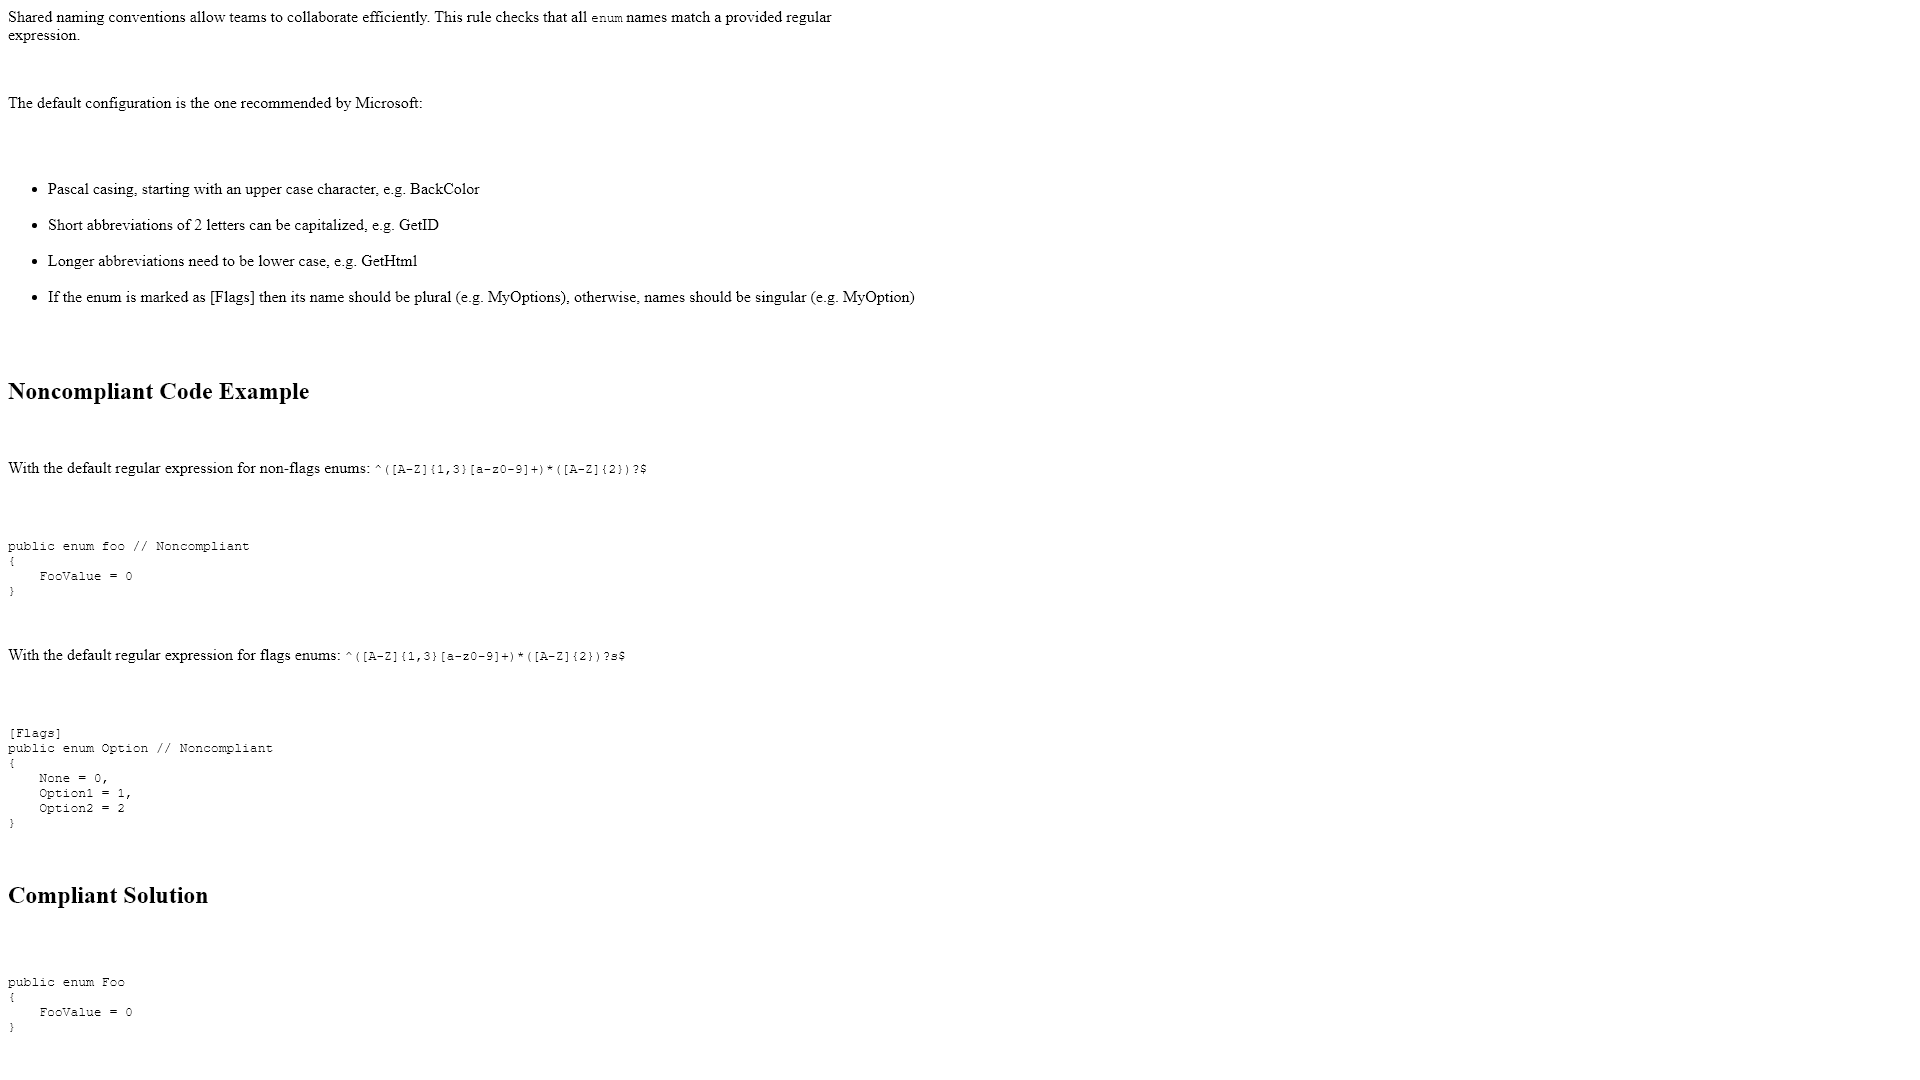 Shared naming conventions allow teams to collaborate efficiently. This rule checks that all enum names match a provided regular
expression.
The default configuration is the one recommended by Microsoft:
• Pascal casing, starting with an upper case character, e.g. BackColor
• Short abbreviations of 2 letters can be capitalized, e.g. GetID
• Longer abbreviations need to be lower case, e.g. GetHtml
• If the enum is marked as [Flags] then its name should be plural (e.g. MyOptions), otherwise, names should be singular (e.g. MyOption)
Noncompliant Code Example
With the default regular expression for non-flags enums: ^([A-Z]{1,3}[a-z0-9]+)*([A-Z]{2})?$
public enum foo // Noncompliant
{
    FooValue = 0
}
With the default regular expression for flags enums: ^([A-Z]{1,3}[a-z0-9]+)*([A-Z]{2})?s$
[Flags]
public enum Option // Noncompliant
{
    None = 0,
    Option1 = 1,
    Option2 = 2
}
Compliant Solution
public enum Foo
{
    FooValue = 0
}